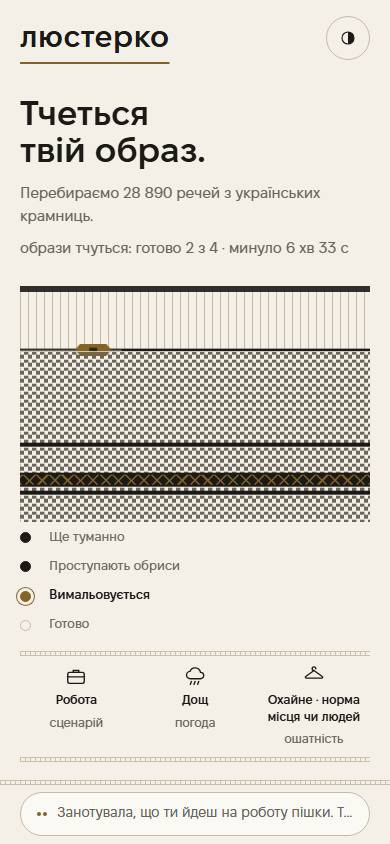 люстерко
Тчеться
твій образ.
Перебираємо 28 890 речей з українських
крамниць.
образи тчуться: готово 2 з 4 · минуло 6 хв 33 с
Ще туманно
Проступають обриси
Вимальовується
Готово
Робота
сценарій
Дощ
погода
Охайне · норма
місця чи людей
ошатність
Занотувала, що ти йдеш на роботу пішки. Т...